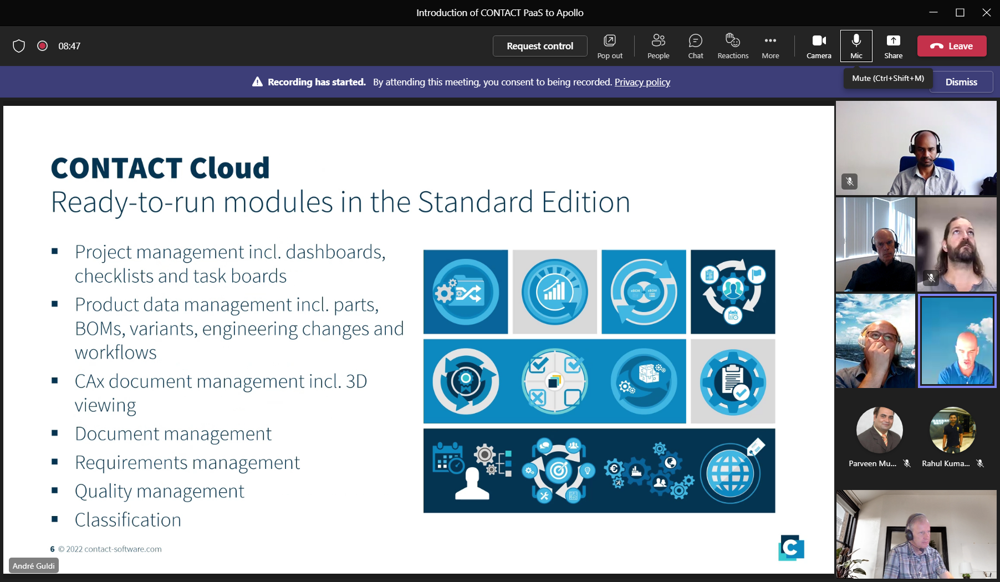 Introduction of CONTACT PaaS to Apollo
08:47
Request control
Pop out
People
Chat
Reactions
More
Camera
Mic
Share
Leave
Recording has started. By attending this meeting, you consent to being recorded. Privacy policy
Mute (Ctrl+Shift+M)
Dismiss
CONTACT Cloud
Ready-to-run modules in the Standard Edition
▪ Project management incl. dashboards,
checklists and task boards
▪ Product data management incl. parts,
BOMs, variants, engineering changes and
workflows
▪ CAx document management incl. 3D
viewing
▪ Document management
▪ Requirements management
▪ Quality management
▪ Classification
eBOM
6 © 2022 contact-software.com
C
André Guldi
Parveen Mu...
Rahul Kuma...